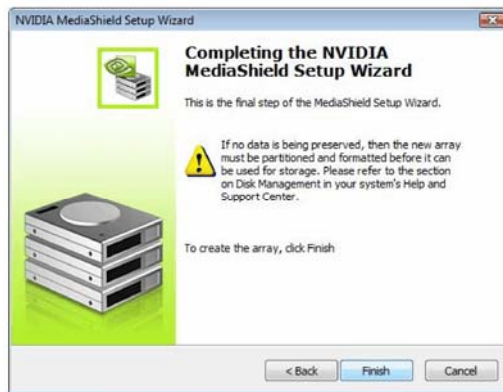 NVIDIA MediaShield Setup Wizard
Completing the NVIDIA
MediaShield Setup Wizard
This is the final step of the MediaShield Setup Wizard.
If no data is being preserved, then the new array
must be partitioned and formatted before it can
be used for storage. Please refer to the section
on Disk Management in your system's Help and
Support Center.
To create the array, click Finish
< Back Finish Cancel